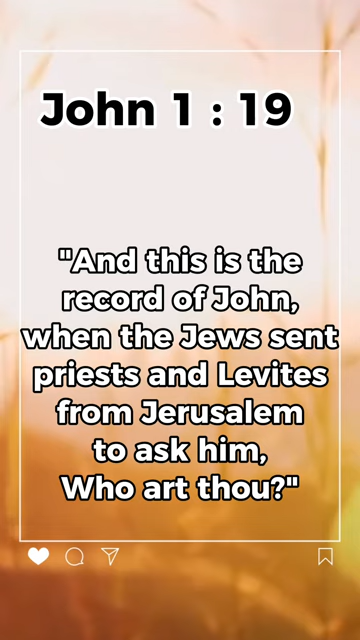 John 1 : 19
"And this is the
record of John,
when the Jews sent
priests and Levites
from Jerusalem
to ask him,
Who art thou?"